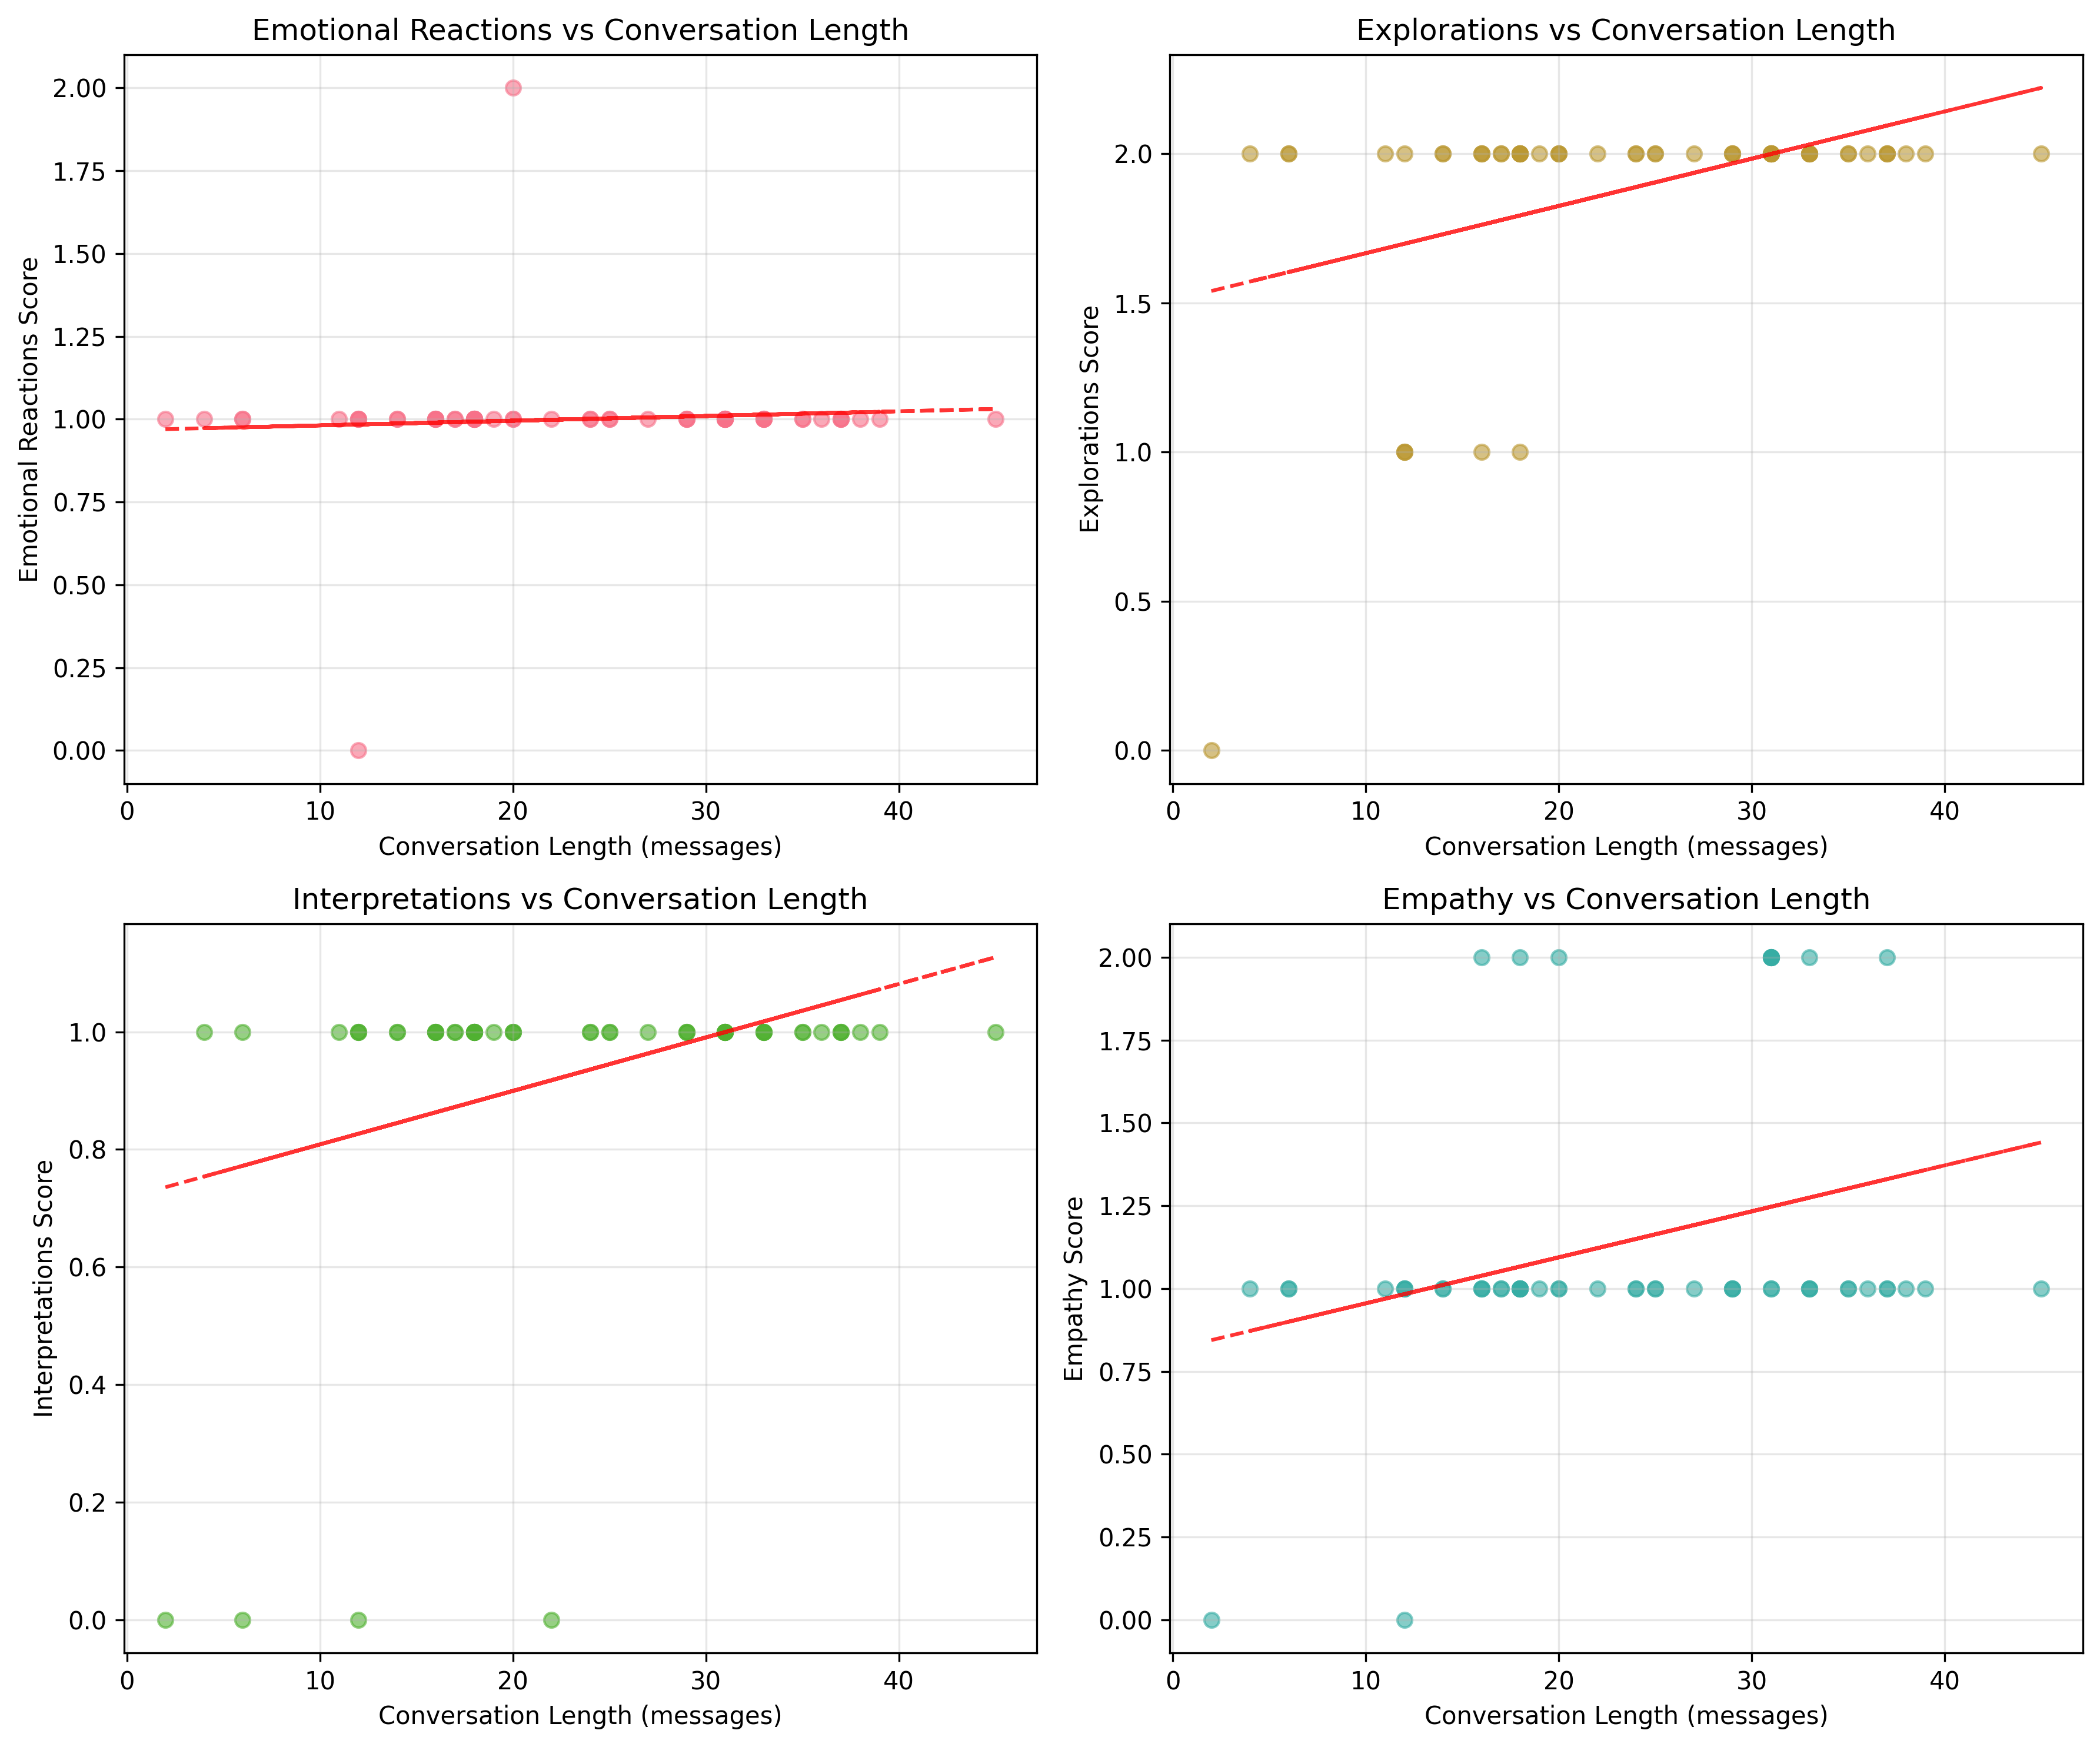 Emotional Reactions vs Conversation Length
2.00
1.75
1.50
1.25
1.00
0.75
0.50
0.25
0.00
Emotional Reactions Score
0 10 20 30 40
Conversation Length (messages)
Explorations vs Conversation Length
2.0
1.5
1.0
0.5
0.0
Explorations Score
0 10 20 30 40
Conversation Length (messages)
Interpretations vs Conversation Length
1.0
0.8
0.6
0.4
0.2
0.0
Interpretations Score
0 10 20 30 40
Conversation Length (messages)
Empathy vs Conversation Length
2.00
1.75
1.50
1.25
1.00
0.75
0.50
0.25
0.00
Empathy Score
0 10 20 30 40
Conversation Length (messages)